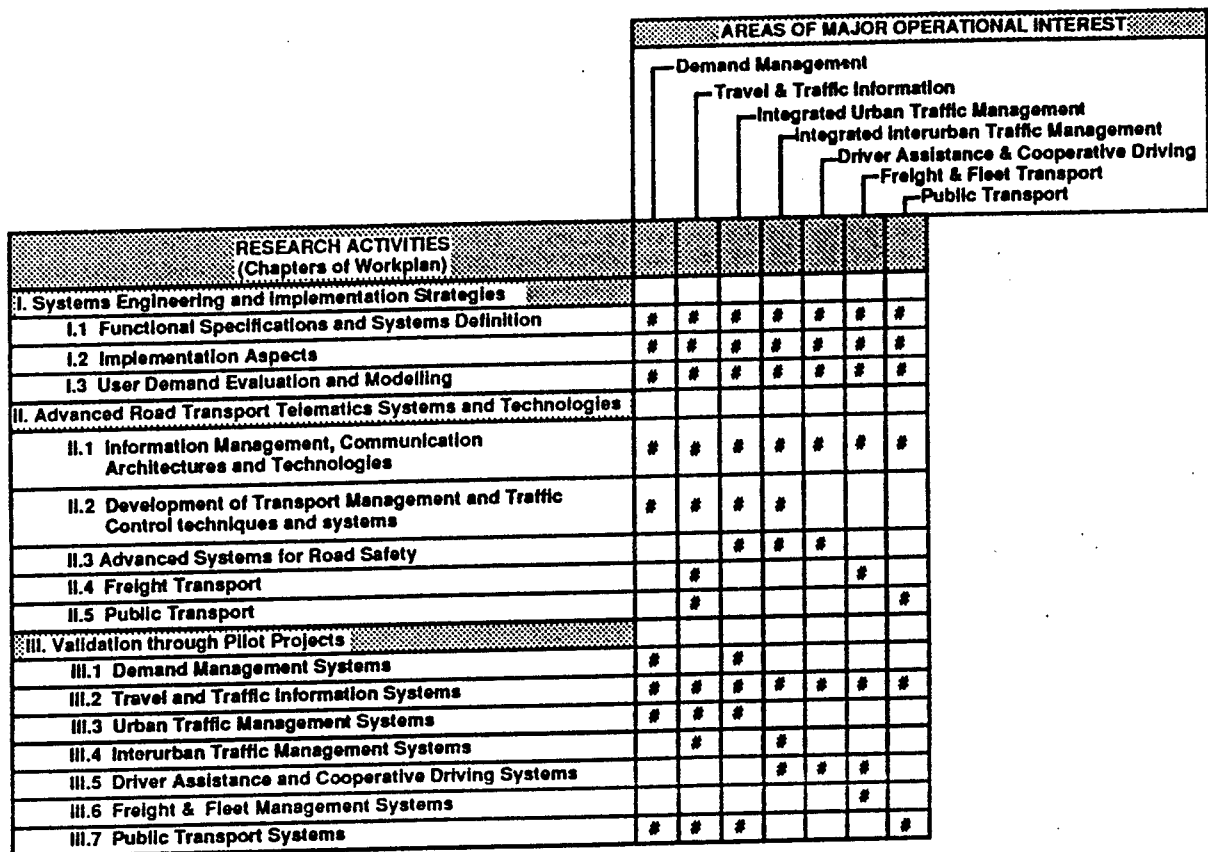 AREAS OF MAJOR OPERATIONAL INTEREST
Demand Management
Travel & Traffic Information
Integrated Urban Traffic Management
Integrated Interurban Traffic Management
Driver Assistance & Cooperative Driving
Freight & Fleet Transport
Public Transport
RESEARCH ACTIVITIES
(Chapters of Workplan)
I. Systems Engineering and Implementation Strategies
I.1 Functional Specifications and Systems Definition # # # # # # #
I.2 Implementation Aspects # # # # # # #
I.3 User Demand Evaluation and Modelling # # # # # # #
II. Advanced Road Transport Telematics Systems and Technologies
II.1 Information Management, Communication
Architectures and Technologies # # # # # # #
II.2 Development of Transport Management and Traffic
Control techniques and systems # # # #
II.3 Advanced Systems for Road Safety # # #
II.4 Freight Transport # #
II.5 Public Transport # #
III. Validation through Pilot Projects
III.1 Demand Management Systems # #
III.2 Travel and Traffic Information Systems # # # # # # #
III.3 Urban Traffic Management Systems # # #
III.4 Interurban Traffic Management Systems # #
III.5 Driver Assistance and Cooperative Driving Systems # # #
III.6 Freight & Fleet Management Systems #
III.7 Public Transport Systems # # # #